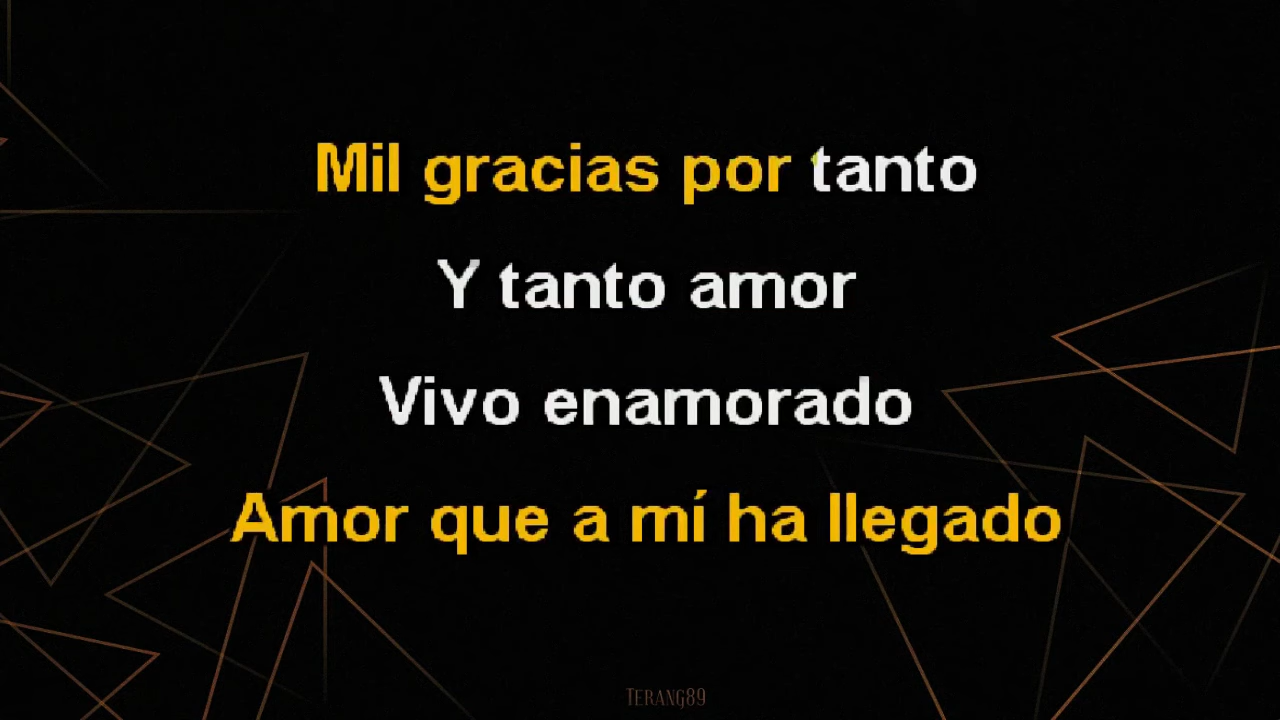 Mil gracias por tanto
Y tanto amor
Vivo enamorado
Amor que a mí ha llegado
Terang89